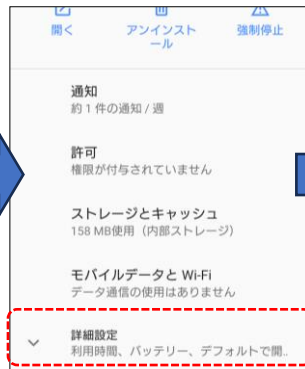 開く
アンインストール
強制停止
通知
約 1 件の通知 / 週
許可
権限が付与されていません
ストレージとキャッシュ
158 MB使用（内部ストレージ）
モバイルデータと Wi-Fi
データ通信の使用はありません
詳細設定
利用時間、バッテリー、デフォルトで開..